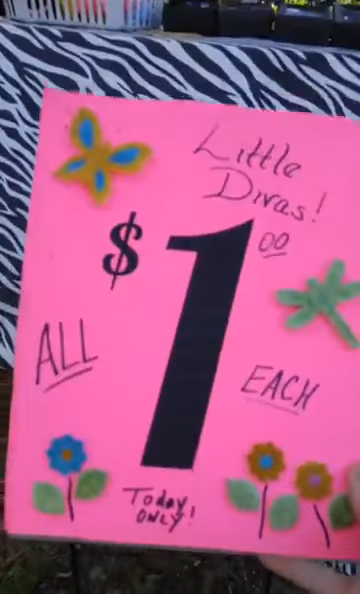 Little
Divas!
$1 00
ALL
EACH
Today
ONLY!